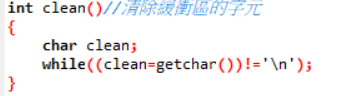 int clean()//清除緩衝區的字元
{
char clean;
while((clean=getchar())!='\n');
}